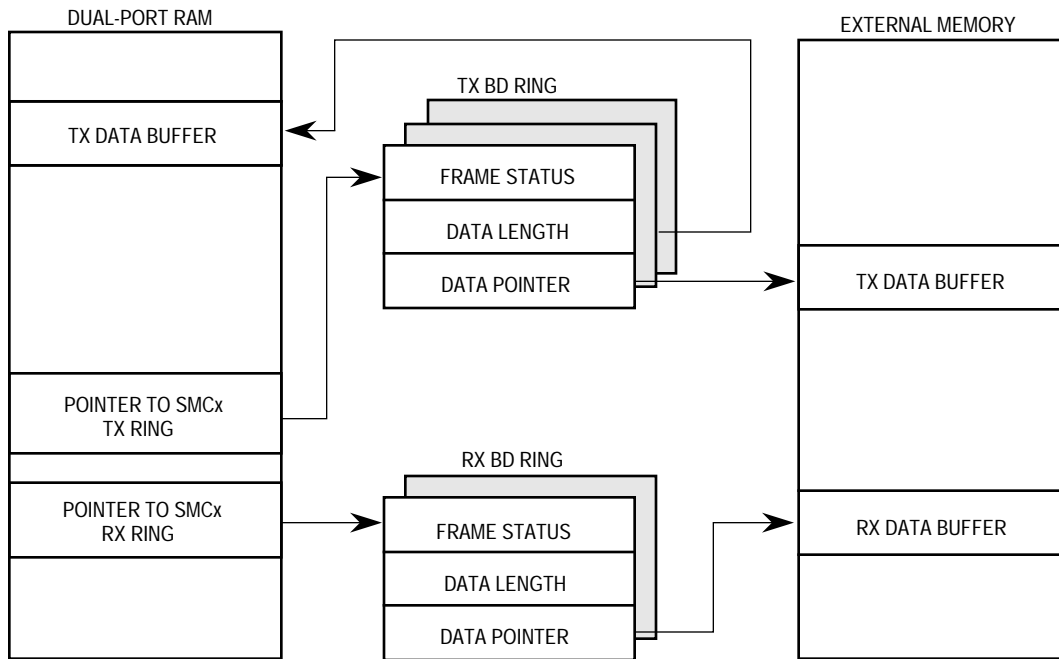 DUAL-PORT RAM
TX DATA BUFFER
POINTER TO SMCx
TX RING
POINTER TO SMCx
RX RING
TX BD RING
FRAME STATUS
DATA LENGTH
DATA POINTER
RX BD RING
FRAME STATUS
DATA LENGTH
DATA POINTER
EXTERNAL MEMORY
TX DATA BUFFER
RX DATA BUFFER